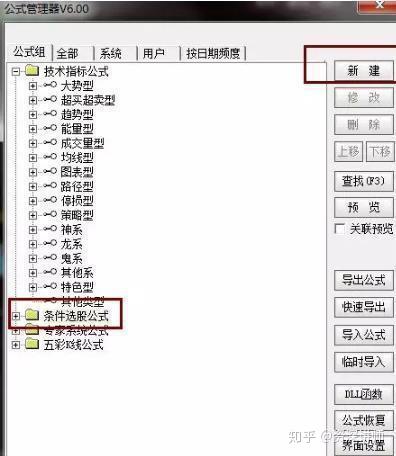 公式管理器V6.00
公式组
全部
系统
用户
按日期频度
技术指标公式
大势型
超买超卖型
趋势型
能量型
成交量型
均线型
图表型
路径型
停损型
策略型
神系
龙系
鬼系
其他系
特色型
其他类型
条件选股公式
专家系统公式
五彩K线公式
新 建
修 改
删 除
上移
下移
查找(F3)
预 览
关联预览
导出公式
快速导出
导入公式
临时导入
DLL函数
公式恢复
界面设置